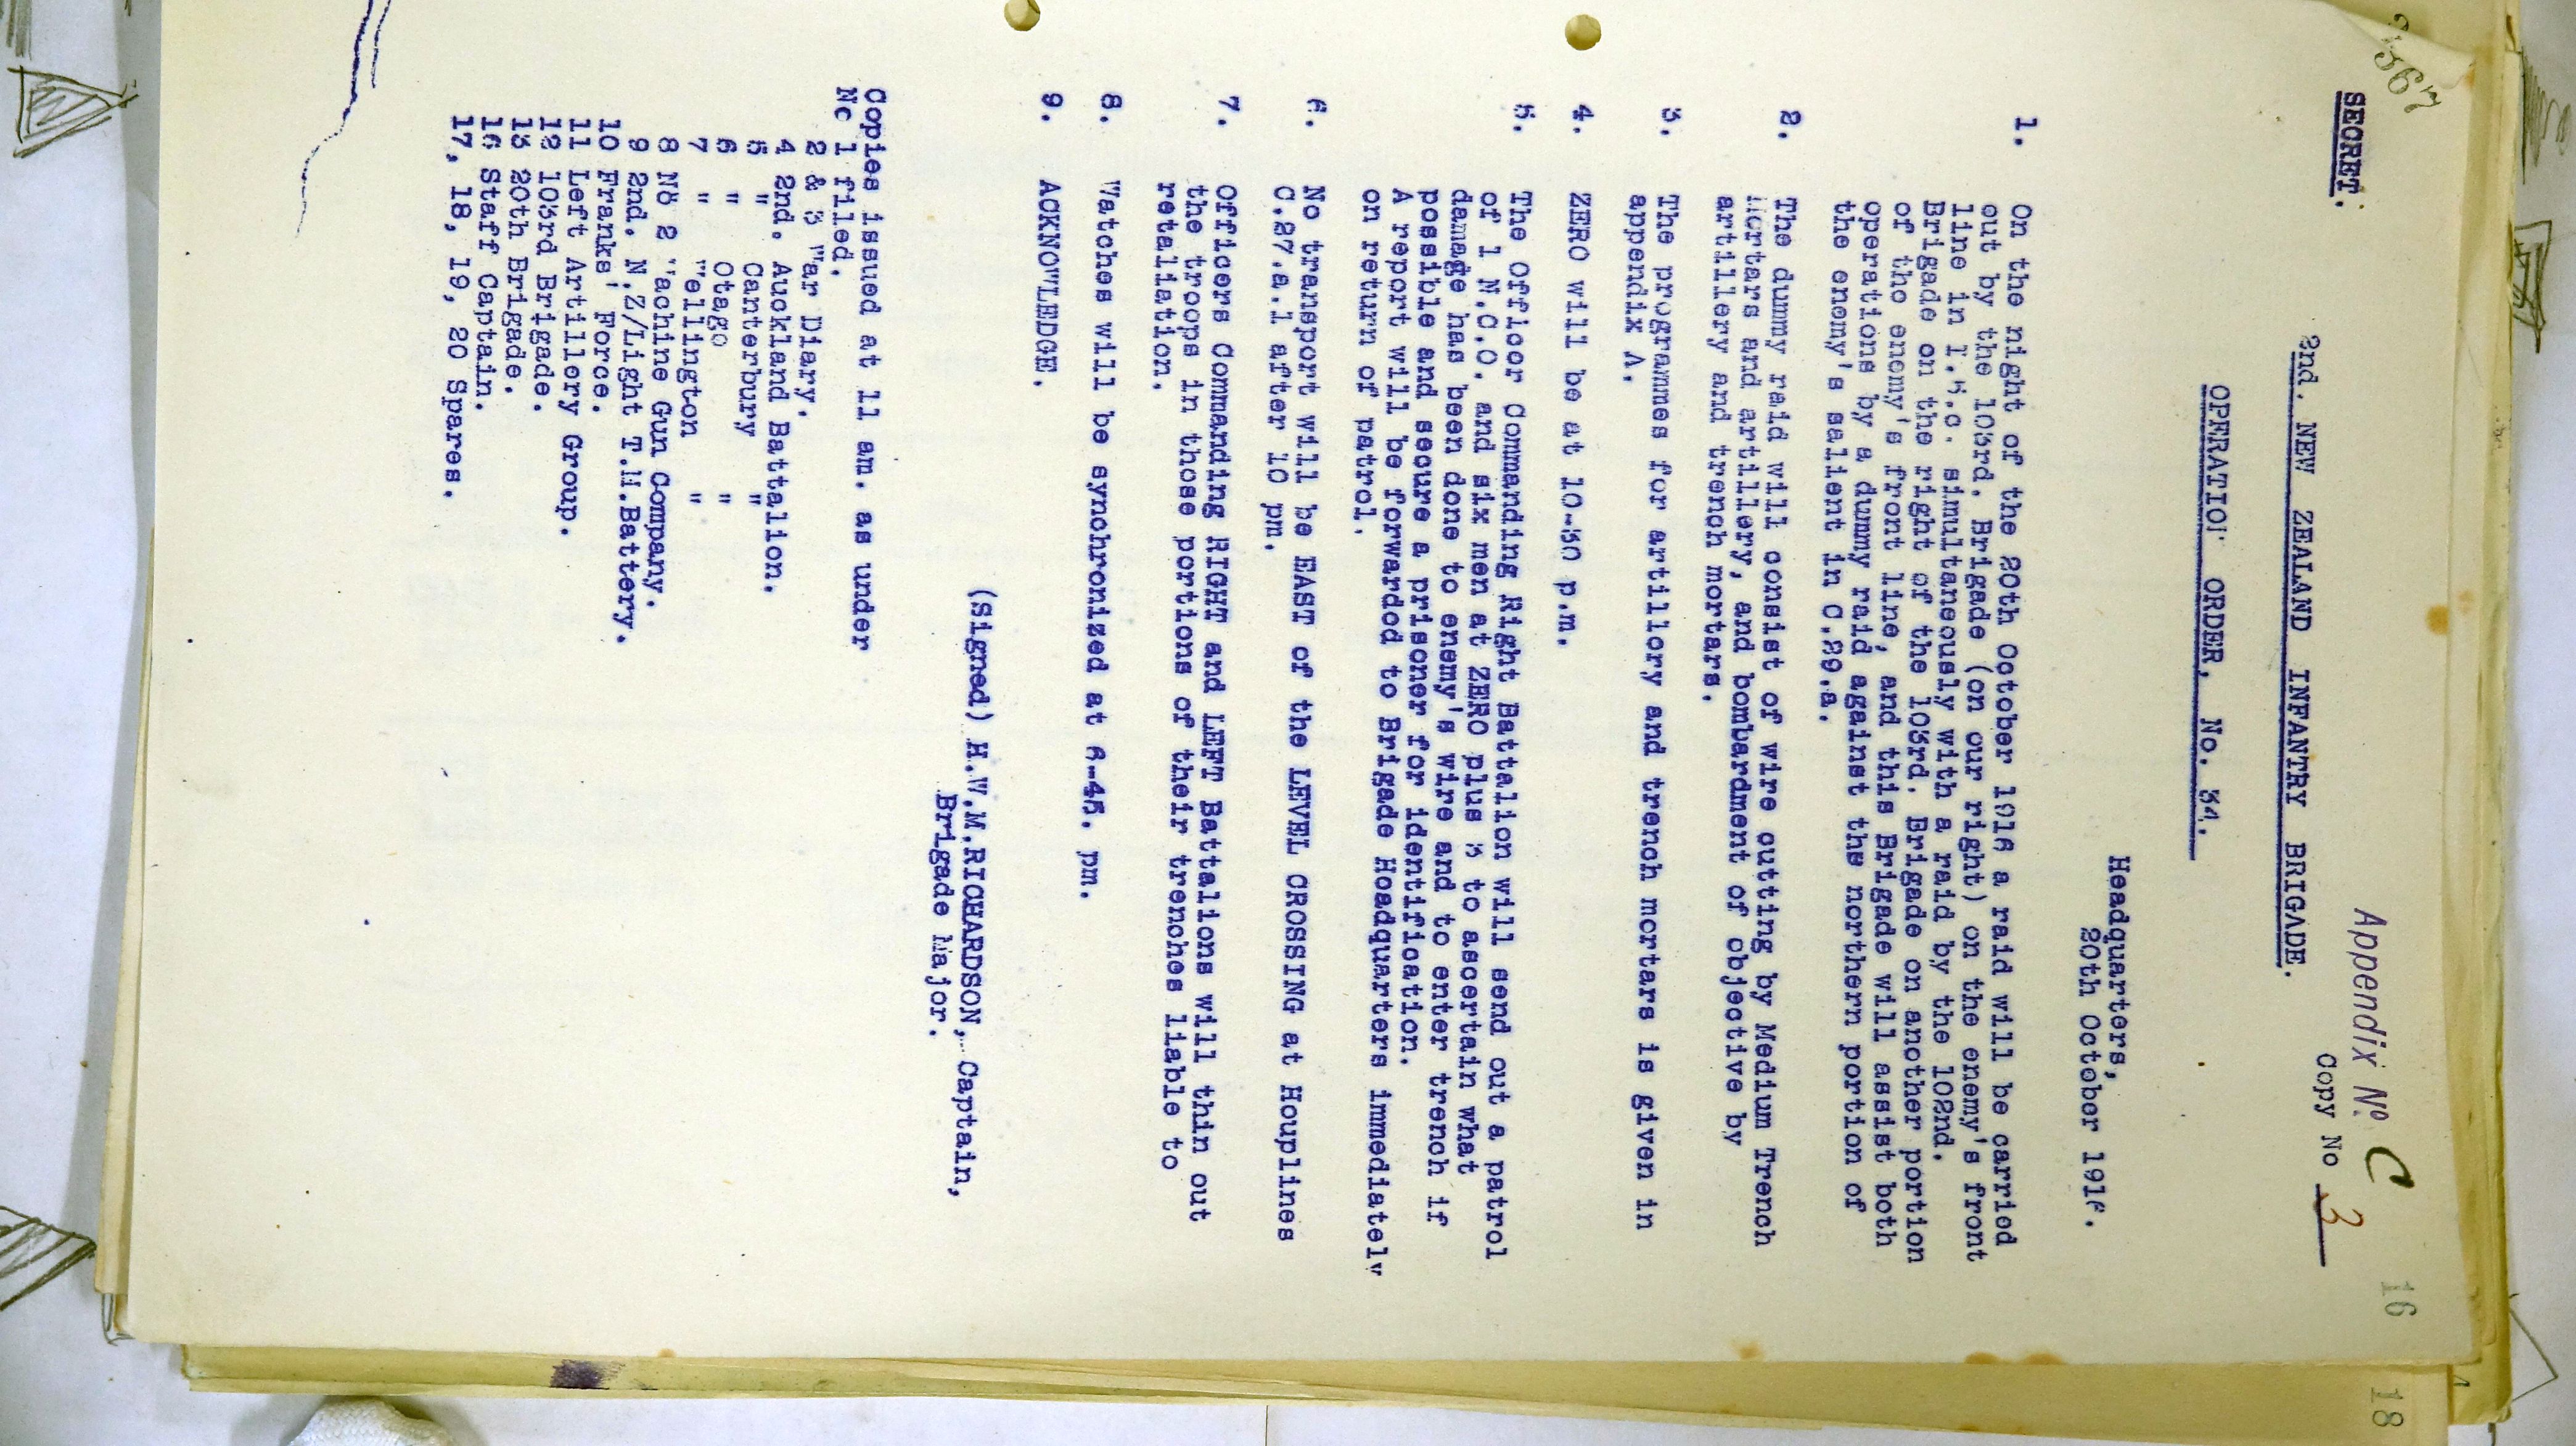 SECRET:
Appendix No. C
Copy No 3
16
2nd. NEW ZEALAND INFANTRY BRIGADE.
OPERATION ORDER, No. 34.
Headquarters,
20th October 1916.
1. On the night of the 20th October 1916 a raid will be carried
out by the 103rd. Brigade (on our right) on the enemy's front
line in I.5.c. simultaneously with a raid by the 102nd.
Brigade on the right of the 103rd. Brigade on another portion
of the enemy's front line, and this Brigade will assist both
operations by a dummy raid against the northern portion of
the enemy's salient in C.29.a.
2. The dummy raid will consist of wire cutting by Medium Trench
Mortars and artillery, and bombardment of objective by
artillery and trench mortars.
3. The programmes for artillery and trench mortars is given in
appendix A.
4. ZERO will be at 10-30 p.m.
5. The Officer Commanding Right Battalion will send out a patrol
of 1 N.C.O. and six men at ZERO plus 3 to ascertain what
damage has been done to enemy's wire and to enter trench if
possible and secure a prisoner for identification.
A report will be forwarded to Brigade Headquarters immediately
on return of patrol.
6. No transport will be EAST of the LEVEL CROSSING at Houplines
C.27.a.1 after 10 pm.
7. Officers Commanding RIGHT and LEFT Battalions will thin out
the troops in those portions of their trenches liable to
retaliation.
8. Watches will be synchronized at 6-45. pm.
9. ACKNOWLEDGE.
(Signed) H.W.M.RICHARDSON, Captain,
Brigade Major.
Copies issued at 11 am. as under
No 1 filed.
2 & 3 War Diary.
4 2nd. Auckland Battalion.
5 " Canterbury "
6 " Otago "
7 " Wellington "
8 No 2 Machine Gun Company.
9 2nd. N.Z/Light T.M.Battery.
10 Franks' Force.
11 Left Artillery Group.
12 103rd Brigade.
13 20th Brigade.
16 Staff Captain.
17, 18, 19, 20 Spares.
18